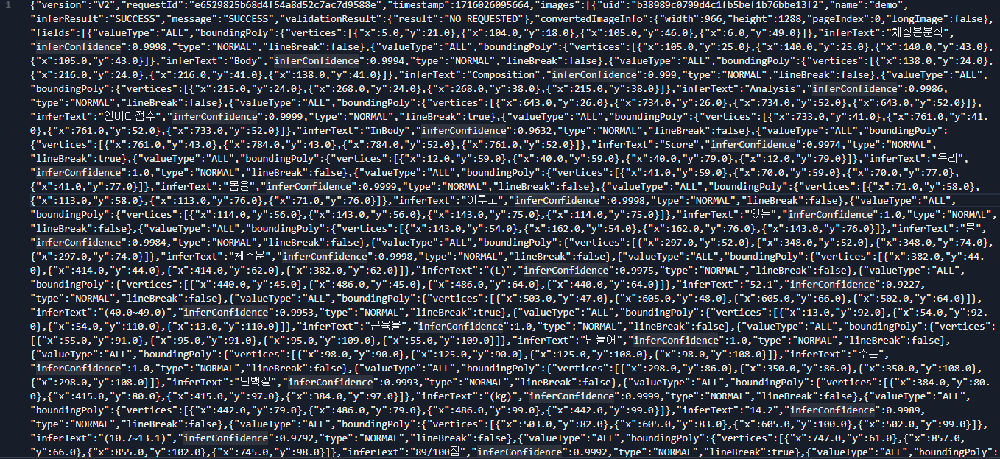 1
{"version":"V2","requestId":"e6529825b68d4f54a8d52c7ac7d9588e","timestamp":1716026095664,"images":[{"uid":"b38989c0799d4c1fb5bef1b76bbe13f2","name":"demo",
"inferResult":"SUCCESS","message":"SUCCESS","validationResult":{"result":"NO_REQUESTED"},"convertedImageInfo":{"width":966,"height":1288,"pageIndex":0,"longImage":false},
"fields":[{"valueType":"ALL","boundingPoly":{"vertices":[{"x":5.0,"y":21.0},{"x":104.0,"y":18.0},{"x":105.0,"y":46.0},{"x":6.0,"y":49.0}]},"inferText":"체성분분석",
"inferConfidence":0.9998,"type":"NORMAL","lineBreak":false},{"valueType":"ALL","boundingPoly":{"vertices":[{"x":105.0,"y":25.0},{"x":140.0,"y":25.0},{"x":140.0,"y":43.0},
{"x":105.0,"y":43.0}]},"inferText":"Body","inferConfidence":0.9994,"type":"NORMAL","lineBreak":false},{"valueType":"ALL","boundingPoly":{"vertices":[{"x":138.0,"y":24.0},
{"x":216.0,"y":24.0},{"x":216.0,"y":41.0},{"x":138.0,"y":41.0}]},"inferText":"Composition","inferConfidence":0.999,"type":"NORMAL","lineBreak":false},{"valueType":"ALL",
"boundingPoly":{"vertices":[{"x":215.0,"y":24.0},{"x":268.0,"y":24.0},{"x":268.0,"y":38.0},{"x":215.0,"y":38.0}]},"inferText":"Analysis","inferConfidence":0.9986,
"type":"NORMAL","lineBreak":false},{"valueType":"ALL","boundingPoly":{"vertices":[{"x":643.0,"y":26.0},{"x":734.0,"y":26.0},{"x":734.0,"y":52.0},{"x":643.0,"y":52.0}]},
"inferText":"인바디점수","inferConfidence":0.9999,"type":"NORMAL","lineBreak":true},{"valueType":"ALL","boundingPoly":{"vertices":[{"x":733.0,"y":41.0},{"x":761.0,"y":41.
0},{"x":761.0,"y":52.0},{"x":733.0,"y":52.0}]},"inferText":"InBody","inferConfidence":0.9632,"type":"NORMAL","lineBreak":false},{"valueType":"ALL","boundingPoly":
{"vertices":[{"x":761.0,"y":43.0},{"x":784.0,"y":43.0},{"x":784.0,"y":52.0},{"x":761.0,"y":52.0}]},"inferText":"Score","inferConfidence":0.9974,"type":"NORMAL",
"lineBreak":true},{"valueType":"ALL","boundingPoly":{"vertices":[{"x":12.0,"y":59.0},{"x":40.0,"y":59.0},{"x":40.0,"y":79.0},{"x":12.0,"y":79.0}]},"inferText":"우리",
"inferConfidence":1.0,"type":"NORMAL","lineBreak":false},{"valueType":"ALL","boundingPoly":{"vertices":[{"x":41.0,"y":59.0},{"x":70.0,"y":59.0},{"x":70.0,"y":77.0},
{"x":41.0,"y":77.0}]},"inferText":"몸을","inferConfidence":0.9999,"type":"NORMAL","lineBreak":false},{"valueType":"ALL","boundingPoly":{"vertices":[{"x":71.0,"y":58.0},
{"x":113.0,"y":58.0},{"x":113.0,"y":76.0},{"x":71.0,"y":76.0}]},"inferText":"이루고","inferConfidence":0.9998,"type":"NORMAL","lineBreak":false},{"valueType":"ALL",
"boundingPoly":{"vertices":[{"x":114.0,"y":56.0},{"x":143.0,"y":56.0},{"x":143.0,"y":75.0},{"x":114.0,"y":75.0}]},"inferText":"있는","inferConfidence":1.0,"type":"NORMAL",
"lineBreak":false},{"valueType":"ALL","boundingPoly":{"vertices":[{"x":143.0,"y":54.0},{"x":162.0,"y":54.0},{"x":162.0,"y":76.0},{"x":143.0,"y":76.0}]},"inferText":"물",
"inferConfidence":0.9984,"type":"NORMAL","lineBreak":false},{"valueType":"ALL","boundingPoly":{"vertices":[{"x":297.0,"y":52.0},{"x":348.0,"y":52.0},{"x":348.0,"y":74.0},
{"x":297.0,"y":74.0}]},"inferText":"체수분","inferConfidence":0.9998,"type":"NORMAL","lineBreak":false},{"valueType":"ALL","boundingPoly":{"vertices":[{"x":382.0,"y":44.
0},{"x":414.0,"y":44.0},{"x":414.0,"y":62.0},{"x":382.0,"y":62.0}]},"inferText":"(L)","inferConfidence":0.9975,"type":"NORMAL","lineBreak":false},{"valueType":"ALL",
"boundingPoly":{"vertices":[{"x":440.0,"y":45.0},{"x":486.0,"y":45.0},{"x":486.0,"y":64.0},{"x":440.0,"y":64.0}]},"inferText":"52.1","inferConfidence":0.9227,
"type":"NORMAL","lineBreak":false},{"valueType":"ALL","boundingPoly":{"vertices":[{"x":503.0,"y":47.0},{"x":605.0,"y":48.0},{"x":605.0,"y":66.0},{"x":502.0,"y":64.0}]},
"inferText":"(40.0~49.0)","inferConfidence":0.9953,"type":"NORMAL","lineBreak":true},{"valueType":"ALL","boundingPoly":{"vertices":[{"x":13.0,"y":92.0},{"x":54.0,"y":92.
0},{"x":54.0,"y":110.0},{"x":13.0,"y":110.0}]},"inferText":"근육을","inferConfidence":1.0,"type":"NORMAL","lineBreak":false},{"valueType":"ALL","boundingPoly":{"vertices":
[{"x":55.0,"y":91.0},{"x":95.0,"y":91.0},{"x":95.0,"y":109.0},{"x":55.0,"y":109.0}]},"inferText":"만들어","inferConfidence":1.0,"type":"NORMAL","lineBreak":false},
{"valueType":"ALL","boundingPoly":{"vertices":[{"x":98.0,"y":90.0},{"x":125.0,"y":90.0},{"x":125.0,"y":108.0},{"x":98.0,"y":108.0}]},"inferText":"주는",
"inferConfidence":1.0,"type":"NORMAL","lineBreak":false},{"valueType":"ALL","boundingPoly":{"vertices":[{"x":298.0,"y":86.0},{"x":350.0,"y":86.0},{"x":350.0,"y":108.0},
{"x":298.0,"y":108.0}]},"inferText":"단백질","inferConfidence":0.9993,"type":"NORMAL","lineBreak":false},{"valueType":"ALL","boundingPoly":{"vertices":[{"x":384.0,"y":80.
0},{"x":415.0,"y":80.0},{"x":415.0,"y":97.0},{"x":384.0,"y":97.0}]},"inferText":"(kg)","inferConfidence":0.9999,"type":"NORMAL","lineBreak":false},{"valueType":"ALL",
"boundingPoly":{"vertices":[{"x":442.0,"y":79.0},{"x":486.0,"y":79.0},{"x":486.0,"y":99.0},{"x":442.0,"y":99.0}]},"inferText":"14.2","inferConfidence":0.9989,
"type":"NORMAL","lineBreak":false},{"valueType":"ALL","boundingPoly":{"vertices":[{"x":503.0,"y":82.0},{"x":605.0,"y":83.0},{"x":605.0,"y":100.0},{"x":502.0,"y":99.0}]},
"inferText":"(10.7~13.1)","inferConfidence":0.9792,"type":"NORMAL","lineBreak":false},{"valueType":"ALL","boundingPoly":{"vertices":[{"x":747.0,"y":61.0},{"x":857.0,
"y":66.0},{"x":855.0,"y":102.0},{"x":745.0,"y":98.0}]},"inferText":"89/100점","inferConfidence":0.9992,"type":"NORMAL","lineBreak":true},{"valueType":"ALL","boundingPoly":